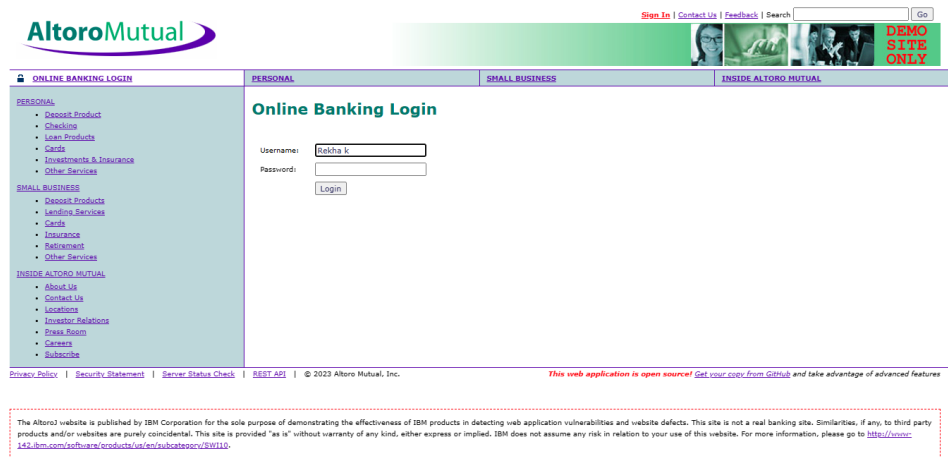 Sign In | Contact Us | Feedback | Search Go
AltoroMutual
DEMO
SITE
ONLY
ONLINE BANKING LOGIN PERSONAL SMALL BUSINESS INSIDE ALTORO MUTUAL
PERSONAL
Deposit Product
Checking
Loan Products
Cards
Investments & Insurance
Other Services
SMALL BUSINESS
Deposit Products
Lending Services
Cards
Insurance
Retirement
Other Services
INSIDE ALTORO MUTUAL
About Us
Contact Us
Locations
Investor Relations
Press Room
Careers
Subscribe
Online Banking Login
Username: Rekha k
Password:
Login
Privacy Policy | Security Statement | Server Status Check | REST API | © 2023 Altoro Mutual, Inc. This web application is open source! Get your copy from GitHub and take advantage of advanced features
The AltoroJ website is published by IBM Corporation for the sole purpose of demonstrating the effectiveness of IBM products in detecting web application vulnerabilities and website defects. This site is not a real banking site. Similarities, if any, to third party
products and/or websites are purely coincidental. This site is provided "as is" without warranty of any kind, either express or implied. IBM does not assume any risk in relation to your use of this website. For more information, please go to http://www-
142.ibm.com/software/products/us/en/subcategory/SWI10.